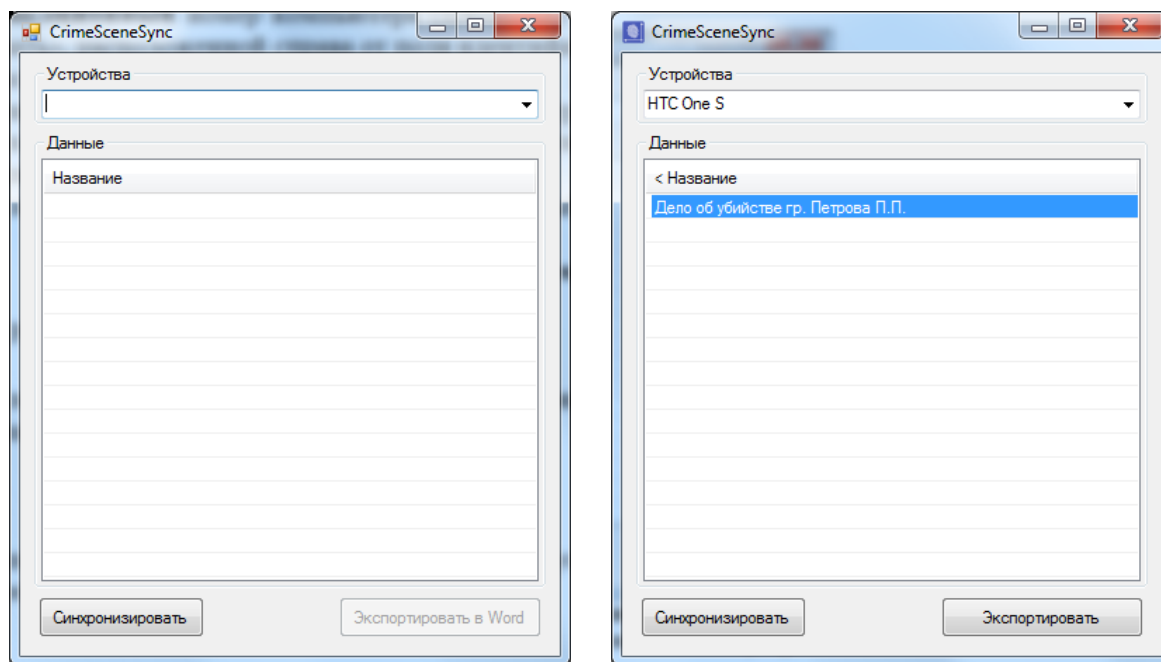 CrimeSceneSync
Устройства
Данные
Название
Синхронизировать
Экспортировать в Word
CrimeSceneSync
Устройства
HTC One S
Данные
< Название
Дело об убийстве гр. Петрова П.П.
Синхронизировать
Экспортировать